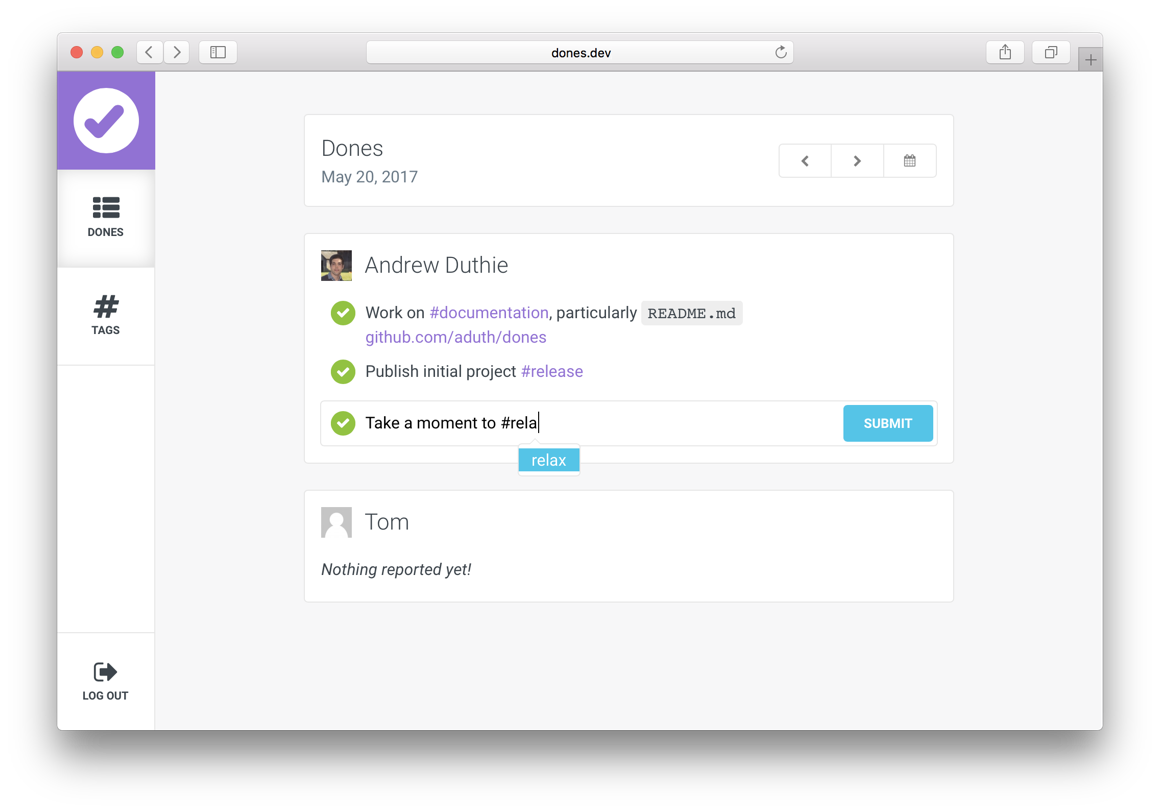 dones.dev
DONES
TAGS
LOG OUT
Dones
May 20, 2017
Andrew Duthie
Work on #documentation, particularly README.md
github.com/aduth/dones
Publish initial project #release
Take a moment to #rela
SUBMIT
relax
Tom
Nothing reported yet!